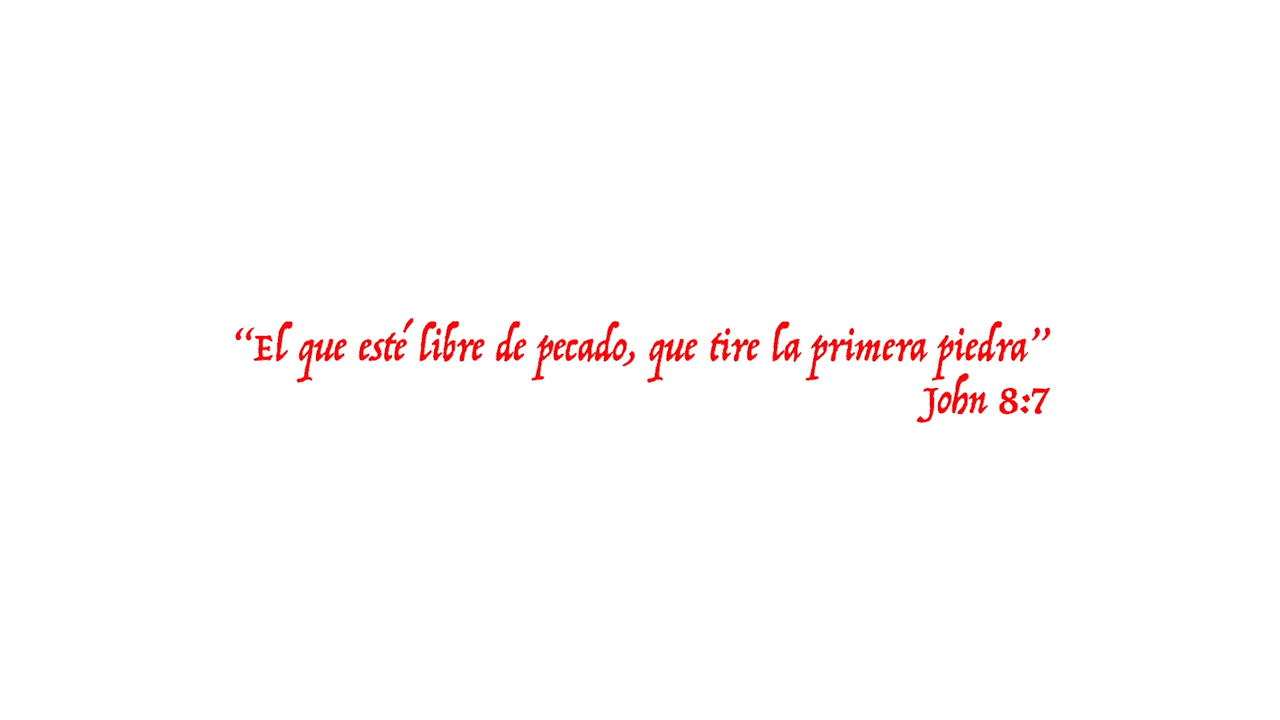 “El que esté libre de pecado, que tire la primera piedra”
John 8:7